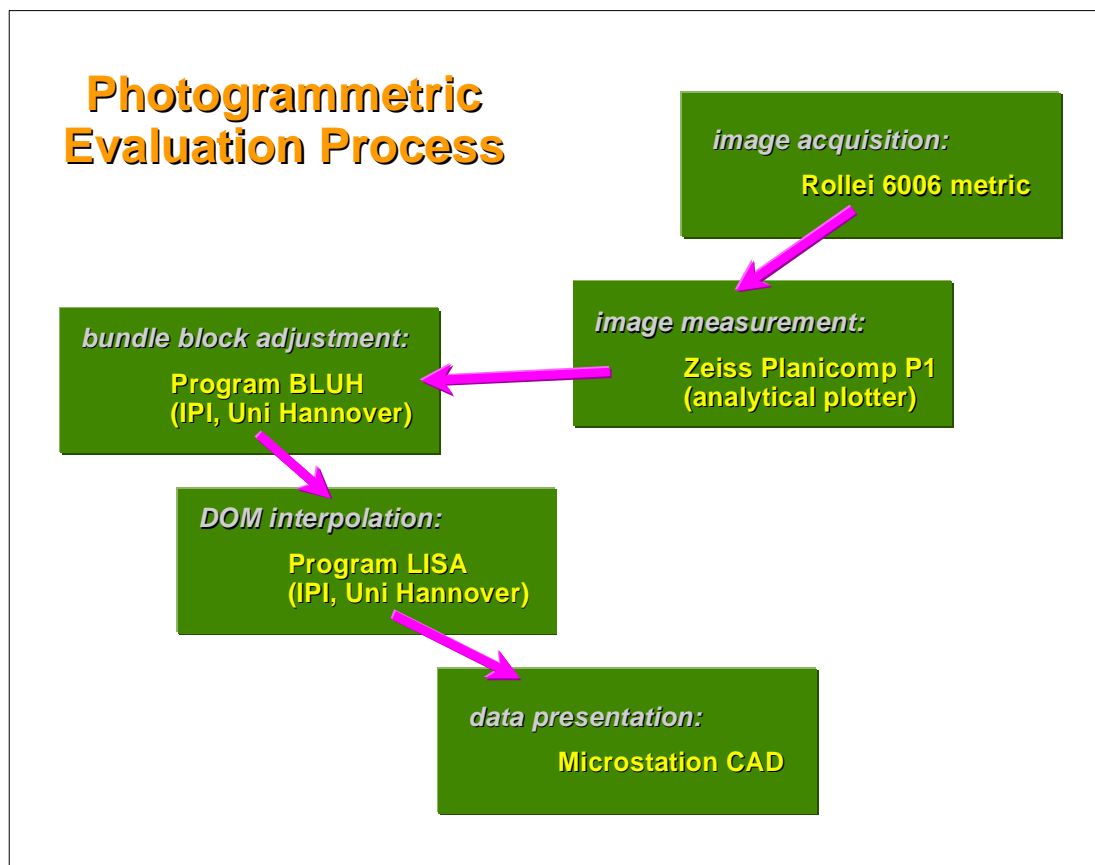 Photogrammetric
Evaluation Process
image acquisition:
Rollei 6006 metric
image measurement:
Zeiss Planicomp P1
(analytical plotter)
bundle block adjustment:
Program BLUH
(IPI, Uni Hannover)
DOM interpolation:
Program LISA
(IPI, Uni Hannover)
data presentation:
Microstation CAD